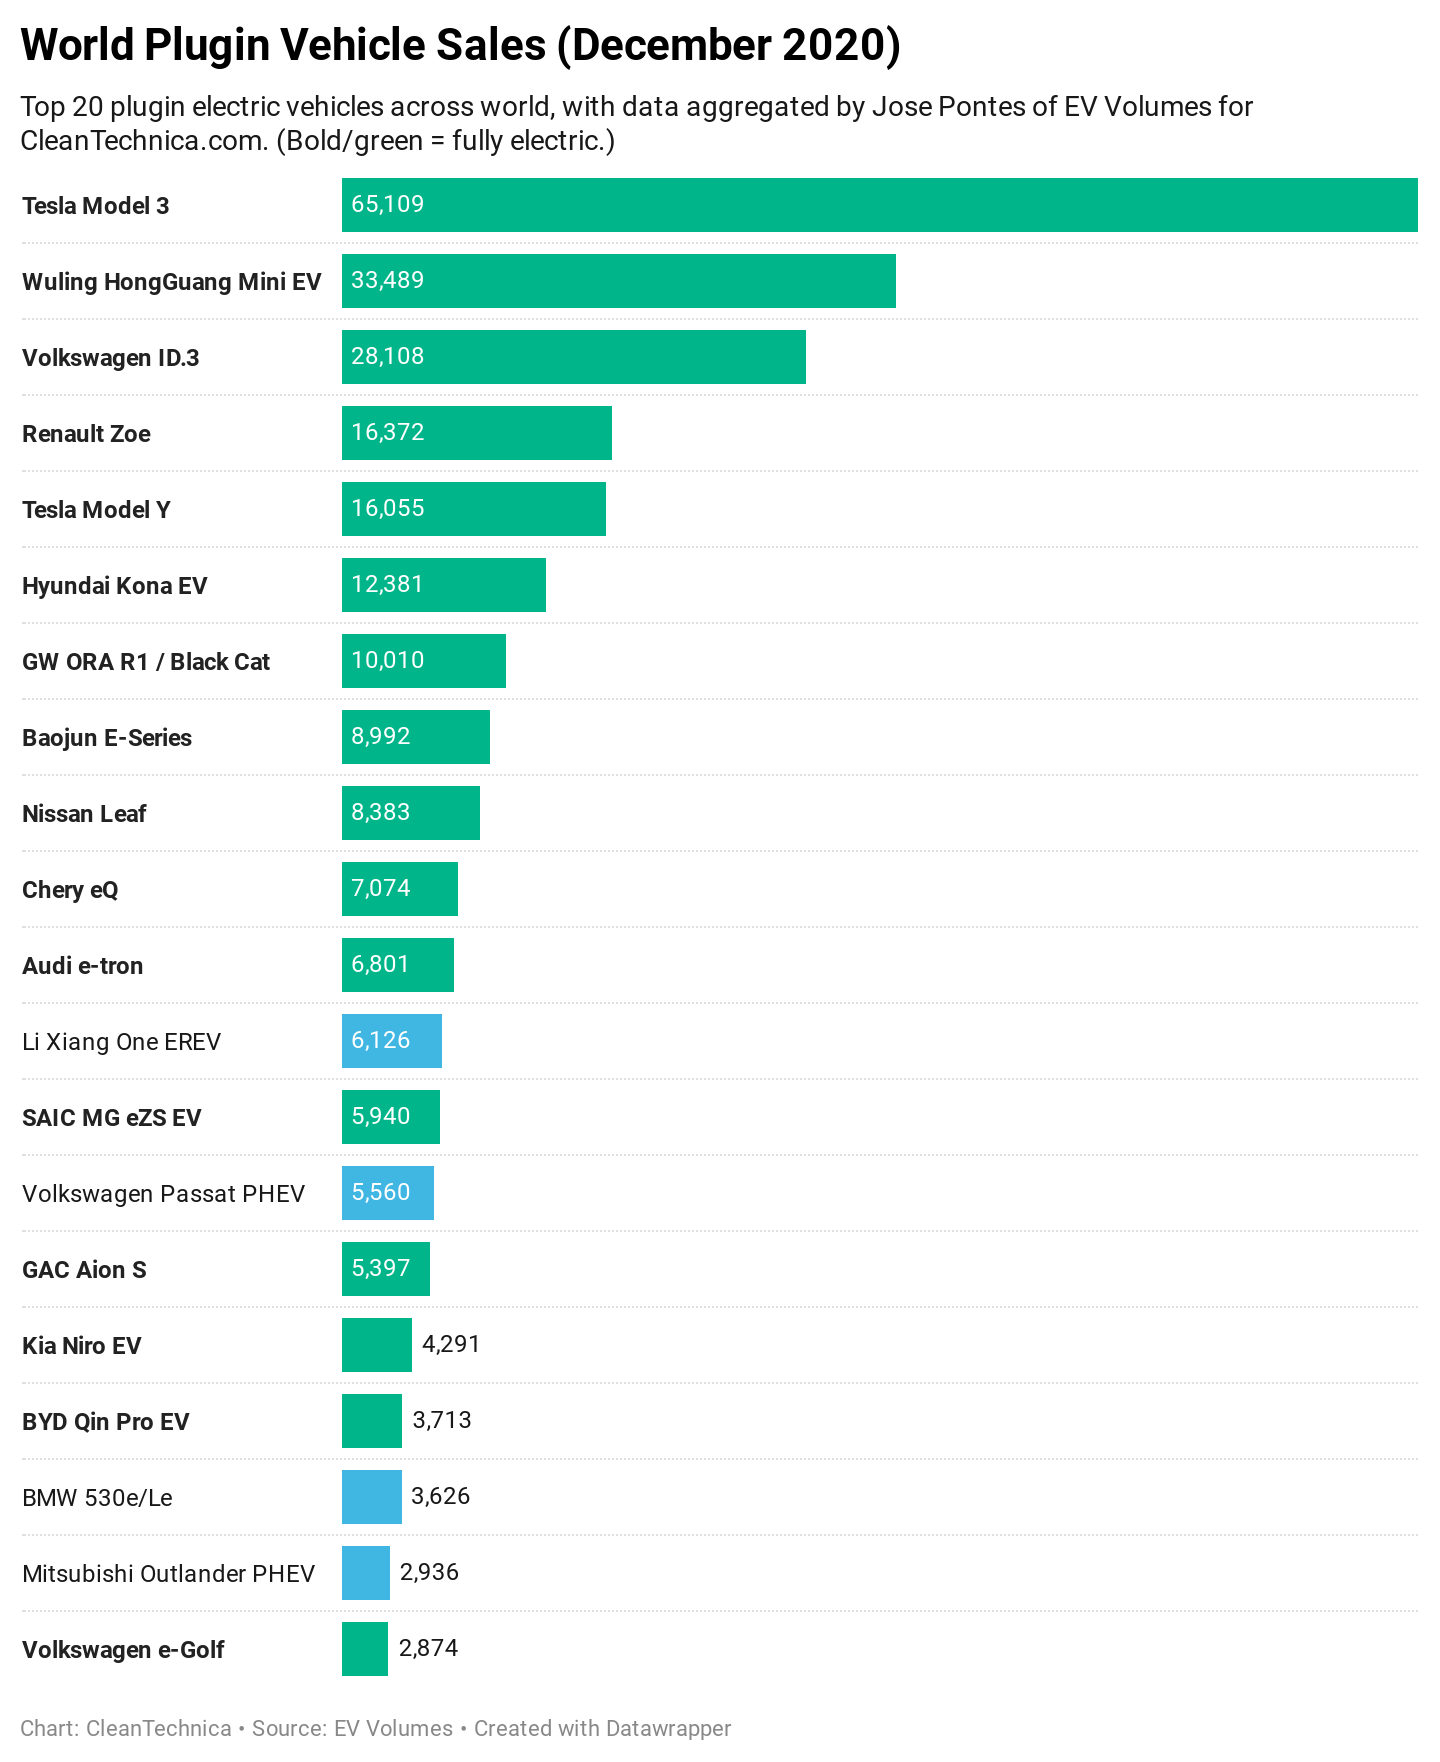 World Plugin Vehicle Sales (December 2020)
Top 20 plugin electric vehicles across world, with data aggregated by Jose Pontes of EV Volumes for
CleanTechnica.com. (Bold/green = fully electric.)
Tesla Model 3 65,109
Wuling HongGuang Mini EV 33,489
Volkswagen ID.3 28,108
Renault Zoe 16,372
Tesla Model Y 16,055
Hyundai Kona EV 12,381
GW ORA R1 / Black Cat 10,010
Baojun E-Series 8,992
Nissan Leaf 8,383
Chery eQ 7,074
Audi e-tron 6,801
Li Xiang One EREV 6,126
SAIC MG eZS EV 5,940
Volkswagen Passat PHEV 5,560
GAC Aion S 5,397
Kia Niro EV 4,291
BYD Qin Pro EV 3,713
BMW 530e/Le 3,626
Mitsubishi Outlander PHEV 2,936
Volkswagen e-Golf 2,874
Chart: CleanTechnica • Source: EV Volumes • Created with Datawrapper